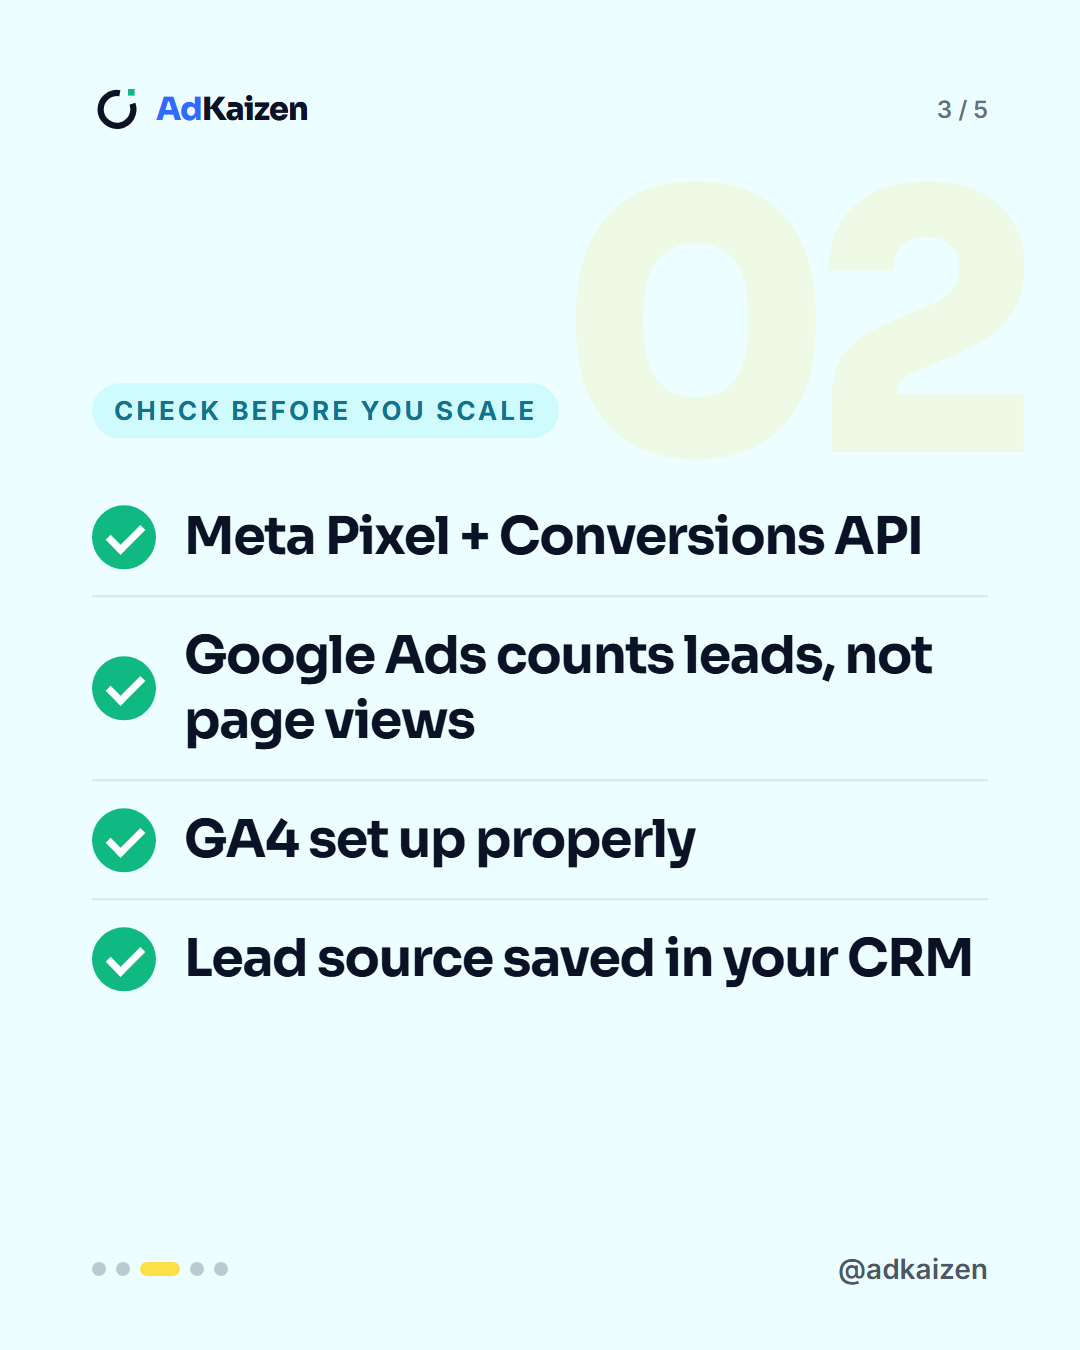 AdKaizen
3 / 5
02
CHECK BEFORE YOU SCALE
Meta Pixel + Conversions API
Google Ads counts leads, not
page views
GA4 set up properly
Lead source saved in your CRM
@adkaizen